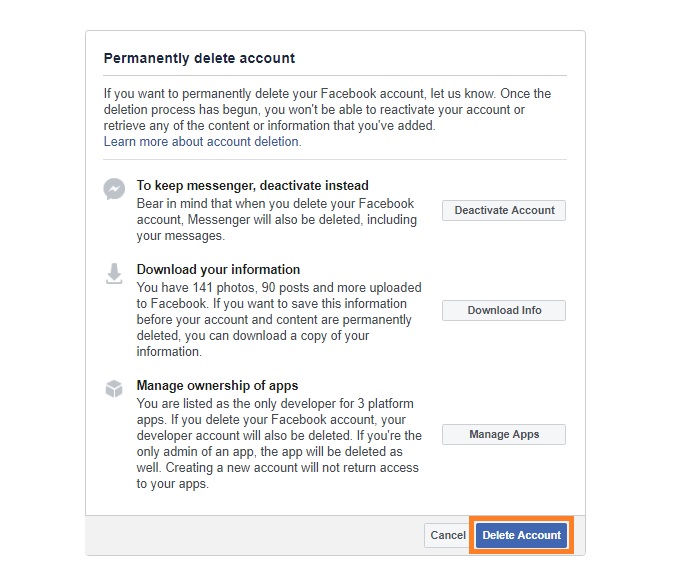 Permanently delete account
If you want to permanently delete your Facebook account, let us know. Once the
deletion process has begun, you won't be able to reactivate your account or
retrieve any of the content or information that you've added.
Learn more about account deletion.
To keep messenger, deactivate instead
Bear in mind that when you delete your Facebook
account, Messenger will also be deleted, including
your messages.
Deactivate Account
Download your information
You have 141 photos, 90 posts and more uploaded
to Facebook. If you want to save this information
before your account and content are permanently
deleted, you can download a copy of your
information.
Download Info
Manage ownership of apps
You are listed as the only developer for 3 platform
apps. If you delete your Facebook account, your
developer account will also be deleted. If you're the
only admin of an app, the app will be deleted as
well. Creating a new account will not return access
to your apps.
Manage Apps
Cancel
Delete Account